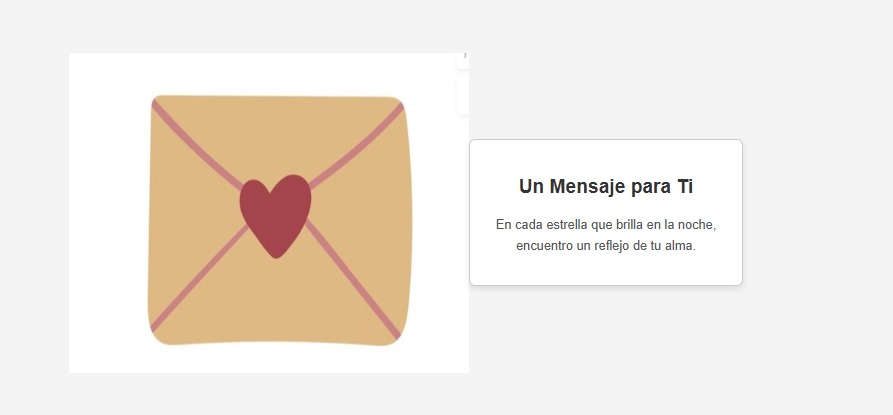 Un Mensaje para Ti
En cada estrella que brilla en la noche,
encuentro un reflejo de tu alma.